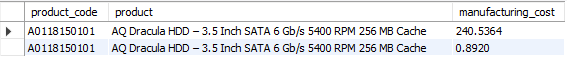 product_code product manufacturing_cost
A0118150101 AQ Dracula HDD – 3.5 Inch SATA 6 Gb/s 5400 RPM 256 MB Cache 240.5364
A0118150101 AQ Dracula HDD – 3.5 Inch SATA 6 Gb/s 5400 RPM 256 MB Cache 0.8920